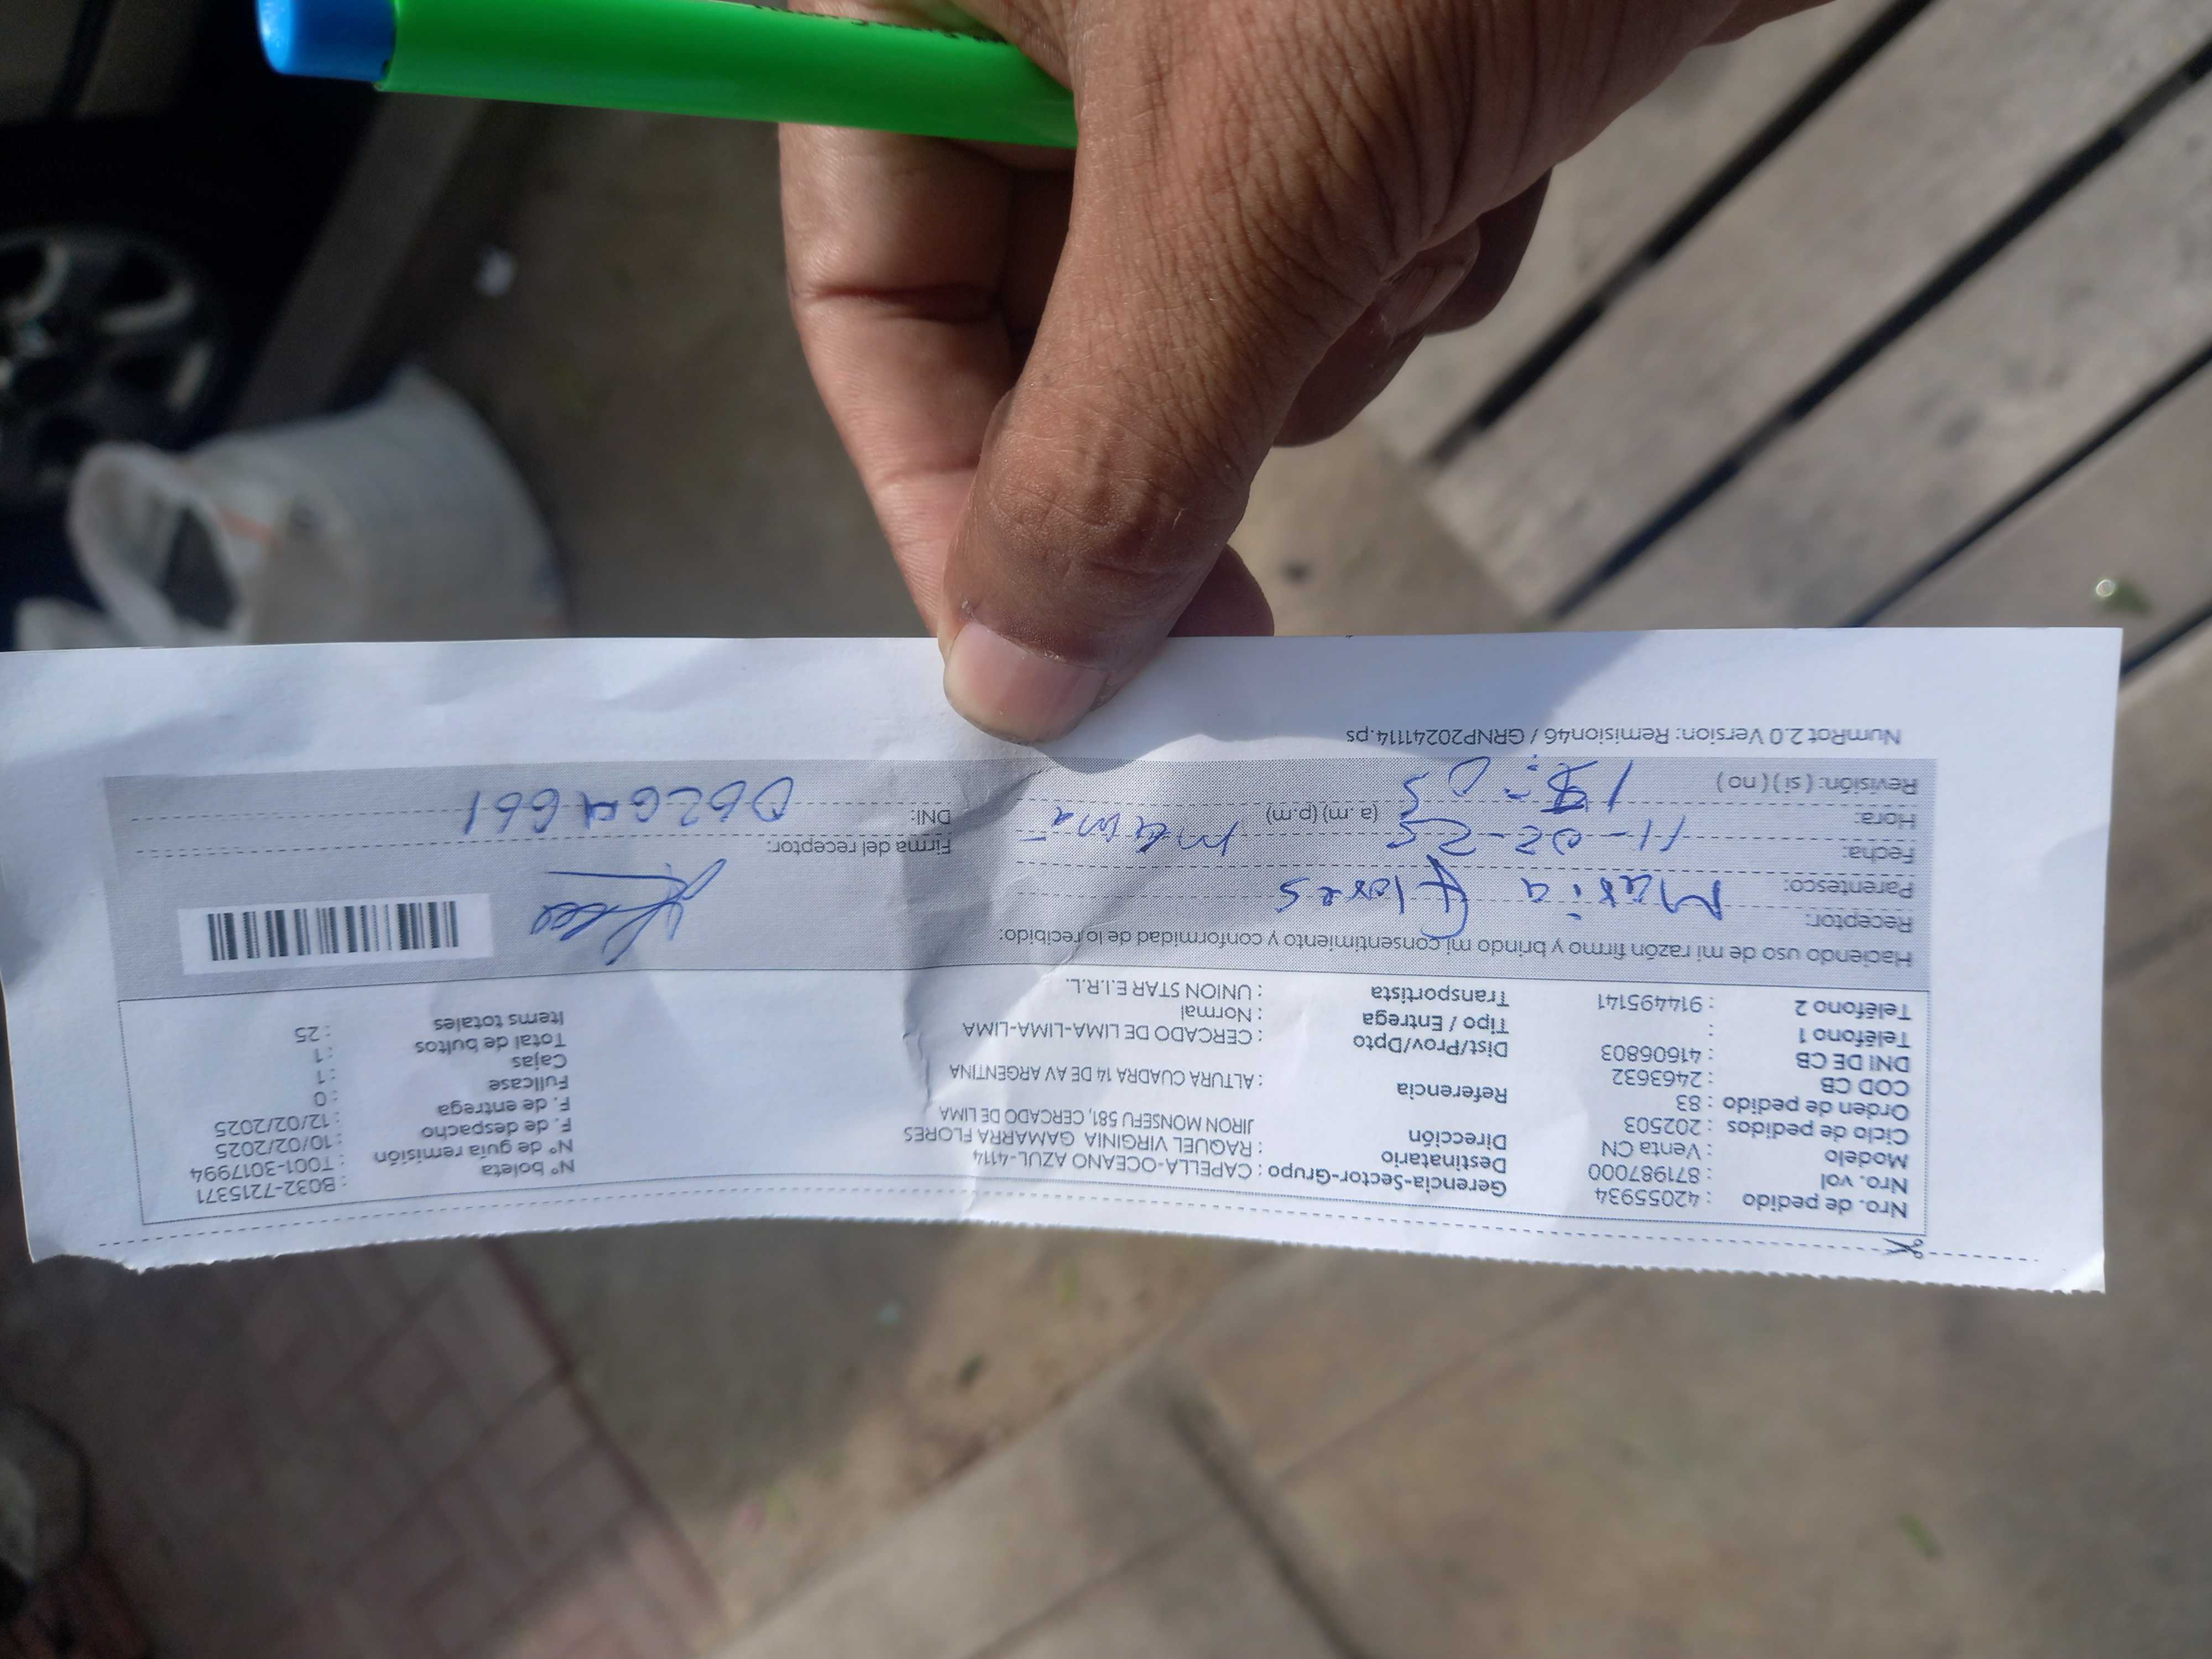 Nro. de pedido : 42055934
Nro. vol : 871987000
Modelo : Venta CN
Ciclo de pedidos : 202503
Orden de pedido : 83
COD CB : 2463632
DNI DE CB : 41606803
Teléfono 1 :
Teléfono 2 : 914495141
Gerencia-Sector-Grupo : CAPELLA-OCEANO AZUL-4114
Destinatario : RAQUEL VIRGINIA GAMARRA FLORES
Dirección JIRON MONSEFU 581, CERCADO DE LIMA
Referencia : ALTURA CUADRA 14 DE AV ARGENTINA
Dist/Prov/Dpto : CERCADO DE LIMA-LIMA-LIMA
Tipo / Entrega : Normal
Transportista : UNION STAR E.I.R.L.
N° boleta : B032-7215371
N° de guía remisión : T001-3017994
F. de despacho : 10/02/2025
F. de entrega : 12/02/2025
Fullcase : 0
Cajas : 1
Total de bultos : 1
Items totales : 25
Haciendo uso de mi razón firmo y brindo mi consentimiento y conformidad de lo recibido:
Receptor: Maria Flores
Parentesco: mama
Fecha: 11-02-25
Hora: (a.m) (p.m)
Revisión: ( si ) ( no )
Firma del receptor:
DNI:
NumRot 2.0 Version: Remision46 / GRNP20241114.ps